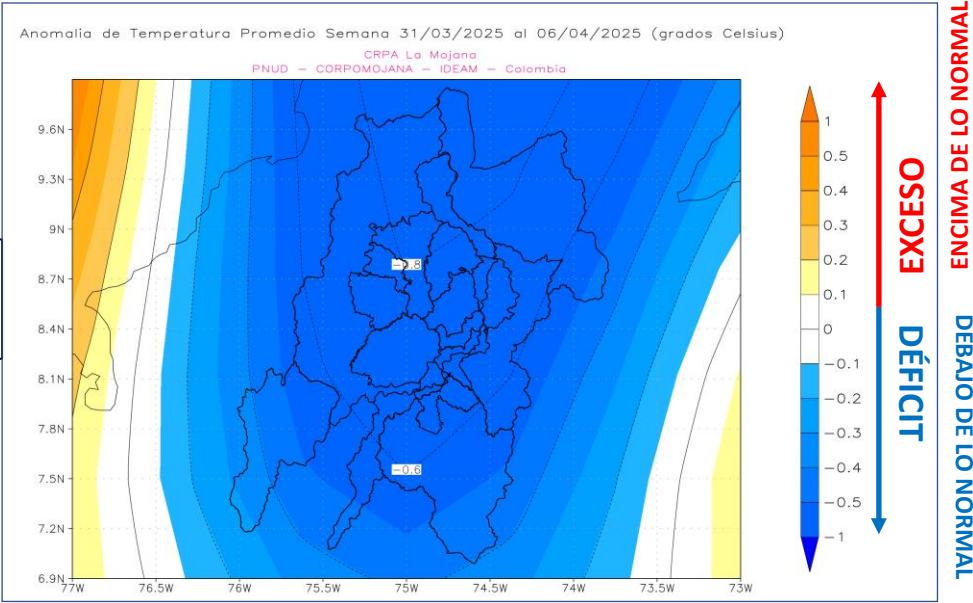 Anomalia de Temperatura Promedio Semana 31/03/2025 al 06/04/2025 (grados Celsius)
CRPA La Mojana
PNUD – CORPOMOJANA – IDEAM – Colombia
9.6N
9.3N
9N
8.7N
8.4N
8.1N
7.8N
7.5N
7.2N
6.9N
77W
76.5W
76W
75.5W
75W
74.5W
74W
73.5W
73W
-0.8
-0.6
1
0.5
0.4
0.3
0.2
0.1
0
-0.1
-0.2
-0.3
-0.4
-0.5
-1
EXCESO
DÉFICIT
ENCIMA DE LO NORMAL
DEBAJO DE LO NORMAL